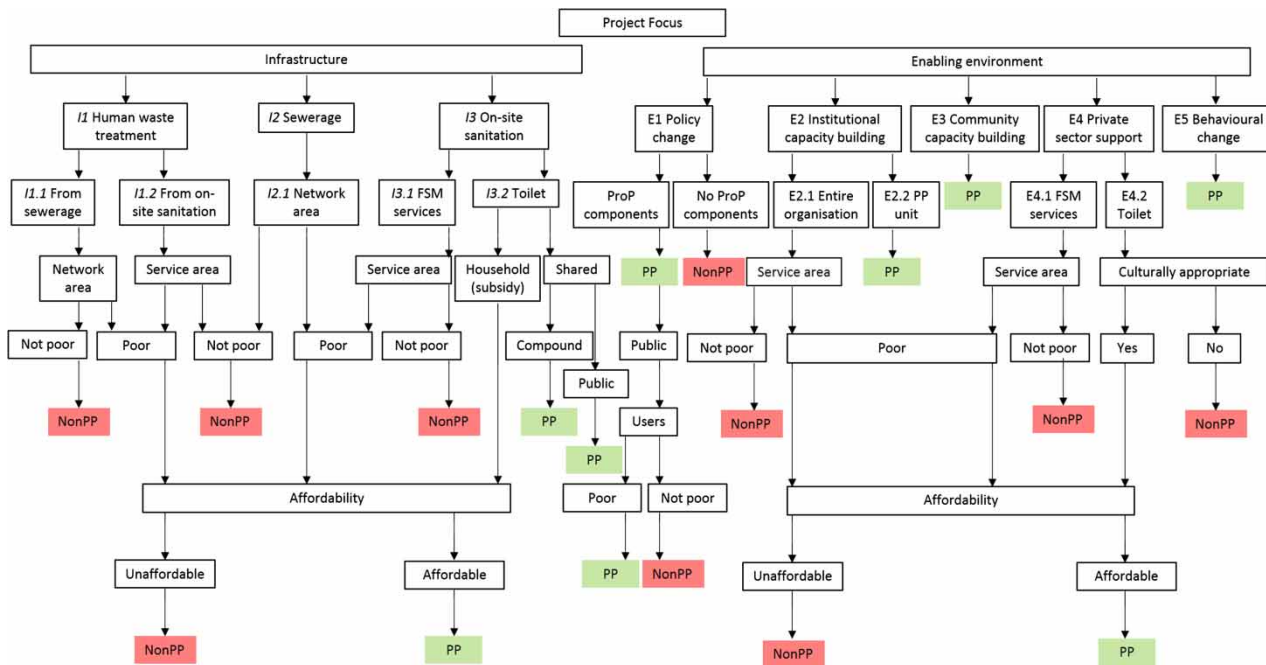 Project Focus
Infrastructure
Enabling environment
I1 Human waste
treatment
I2 Sewerage
I3 On-site
sanitation
E1 Policy
change
E2 Institutional
capacity building
E3 Community
capacity building
E4 Private
sector support
E5 Behavioural
change
I1.1 From
sewerage
I1.2 From on-
site sanitation
I2.1 Network
area
I3.1 FSM
services
I3.2 Toilet
ProP
components
No ProP
components
E2.1 Entire
organisation
E2.2 PP
unit
PP
E4.1 FSM
services
E4.2
Toilet
PP
Network
area
Service area
Service area
Household
(subsidy)
Shared
PP
NonPP
Service area
PP
Service area
Culturally appropriate
Not poor
Poor
Not poor
Poor
Not poor
Compound
Public
Not poor
Poor
Not poor
Yes
No
Public
NonPP
NonPP
NonPP
PP
Users
NonPP
NonPP
NonPP
PP
Affordability
Poor
Not poor
Affordability
Unaffordable
Affordable
PP
NonPP
Unaffordable
Affordable
NonPP
PP
NonPP
PP